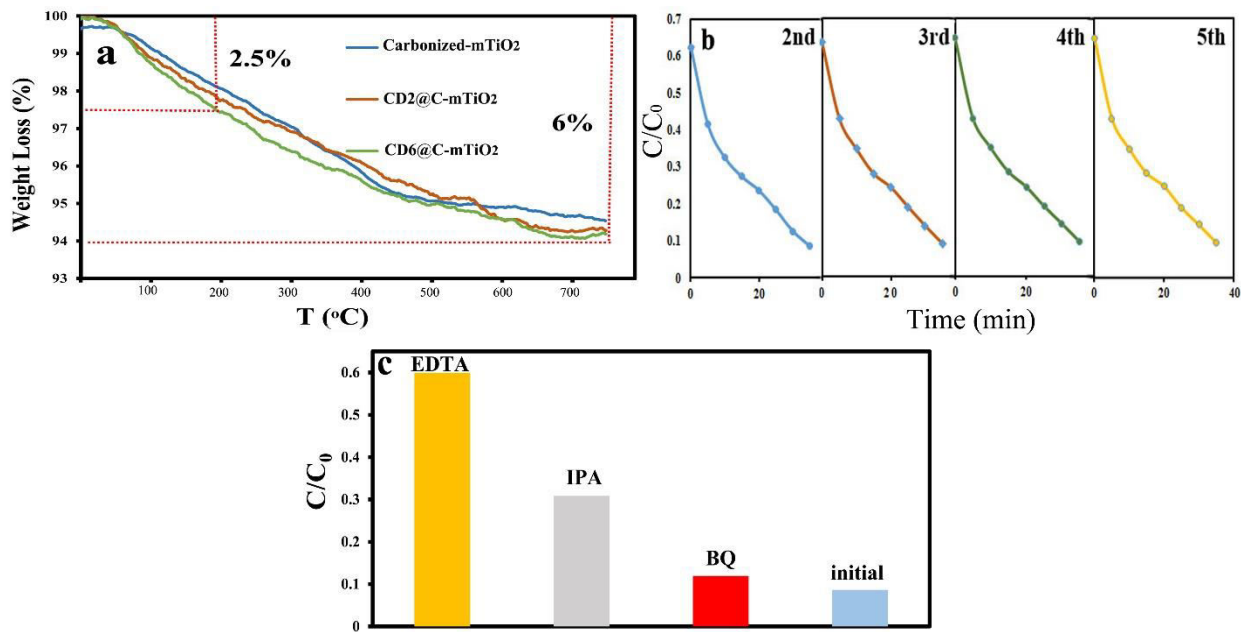 a
100
99
98
97
96
95
94
93
Weight Loss (%)
2.5%
6%
Carbonized-mTiO2
CD2@C-mTiO2
CD6@C-mTiO2
100 200 300 400 500 600 700
T (°C)
b
C/C0
0.7
0.6
0.5
0.4
0.3
0.2
0.1
0
2nd 3rd 4th 5th
0 20 0 20 0 20 0 20 40
Time (min)
c
C/C0
0.6
0.5
0.4
0.3
0.2
0.1
0
EDTA
IPA
BQ
initial